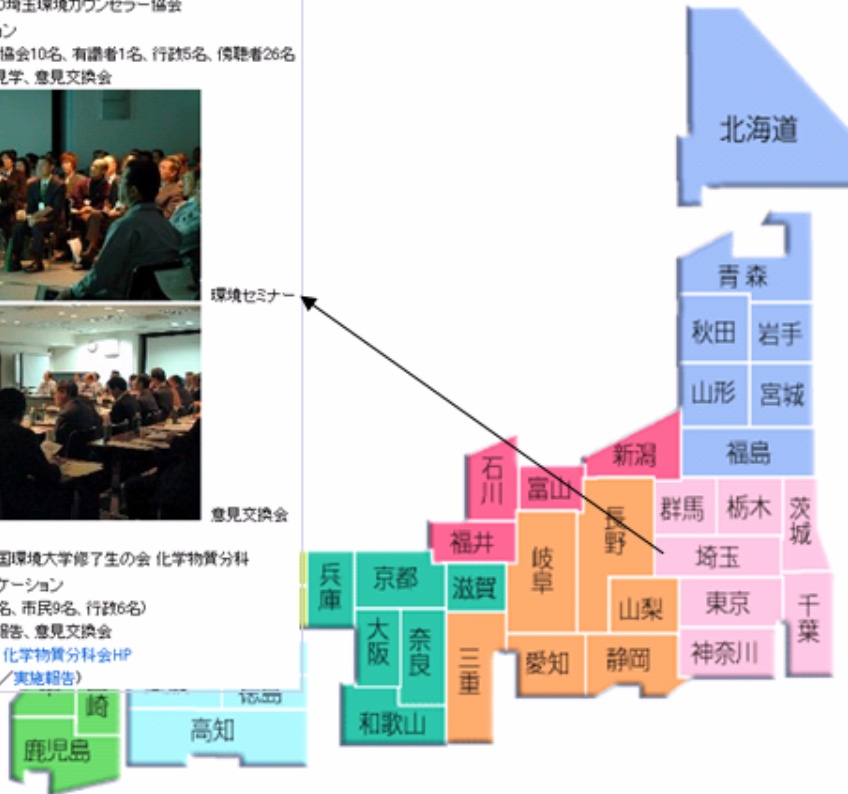 埼玉環境カウンセラー協会
協会10名、有識者1名、行政5名、傍聴者26名
見学、意見交換会
環境セミナー
意見交換会
国環境大学修了生の会 化学物質分科
ケーション
名、市民9名、行政6名)
報告、意見交換会
化学物質分科会HP
/実施報告)
北海道
青森
秋田
岩手
山形
宮城
福島
新潟
石川
富山
福井
長野
岐阜
群馬
栃木
茨城
埼玉
東京
千葉
神奈川
山梨
静岡
愛知
三重
滋賀
京都
兵庫
大阪
奈良
和歌山
徳島
高知
崎
鹿児島